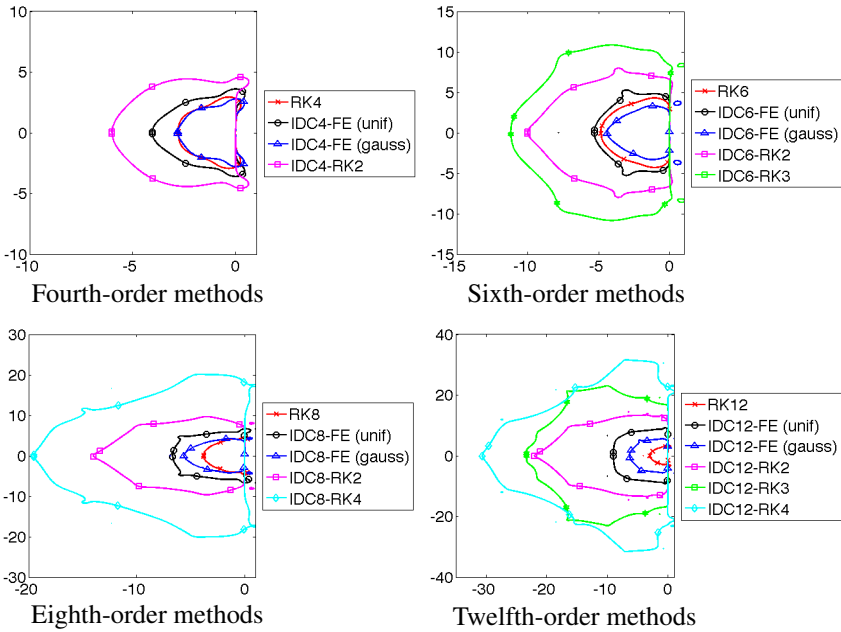 10
5
0
-5
-10
-10
-5
0
RK4
IDC4-FE (unif)
IDC4-FE (gauss)
IDC4-RK2
Fourth-order methods
15
10
5
0
-5
-10
-15
-15
-10
-5
0
RK6
IDC6-FE (unif)
IDC6-FE (gauss)
IDC6-RK2
IDC6-RK3
Sixth-order methods
30
20
10
0
-10
-20
-30
-20
-10
0
RK8
IDC8-FE (unif)
IDC8-FE (gauss)
IDC8-RK2
IDC8-RK4
Eighth-order methods
40
20
0
-20
-40
-30
-20
-10
0
RK12
IDC12-FE (unif)
IDC12-FE (gauss)
IDC12-RK2
IDC12-RK3
IDC12-RK4
Twelfth-order methods